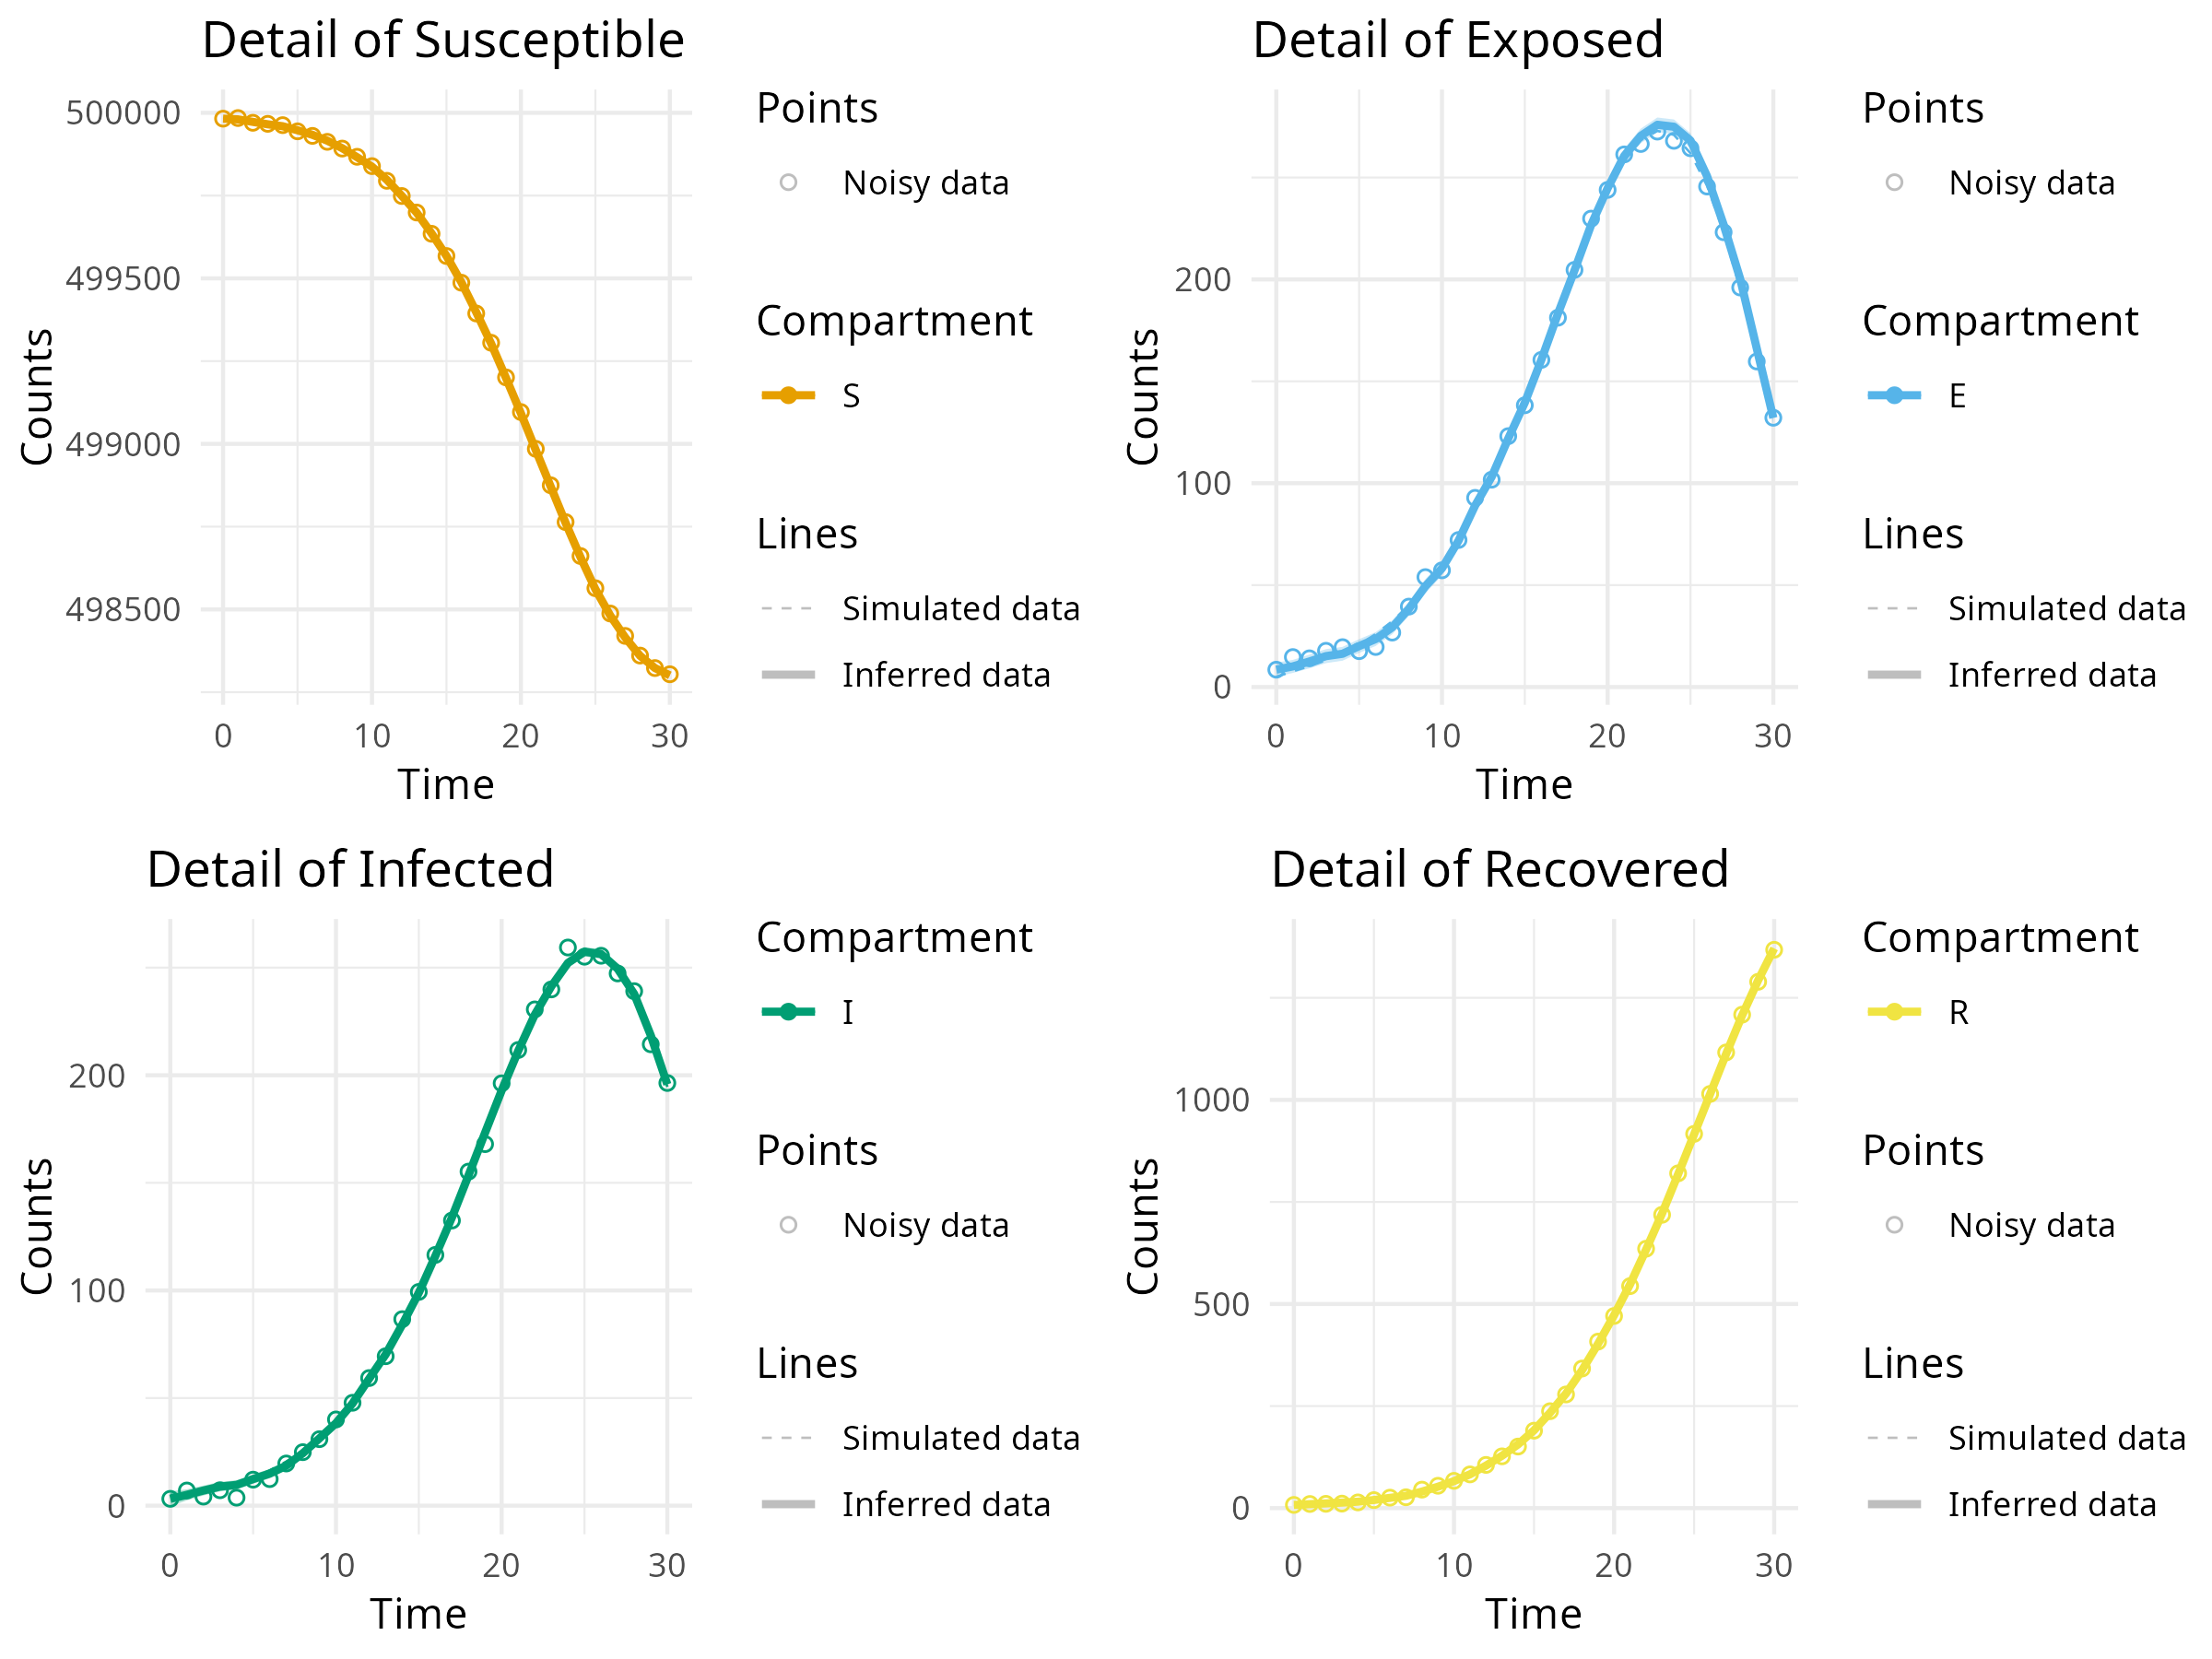 Detail of Susceptible
500000
499500
499000
498500
Counts
0 10 20 30
Time
Points
Noisy data
Compartment
S
Lines
Simulated data
Inferred data
Detail of Exposed
200
100
0
Counts
0 10 20 30
Time
Points
Noisy data
Compartment
E
Lines
Simulated data
Inferred data
Detail of Infected
200
100
0
Counts
0 10 20 30
Time
Compartment
I
Points
Noisy data
Lines
Simulated data
Inferred data
Detail of Recovered
1000
500
0
Counts
0 10 20 30
Time
Compartment
R
Points
Noisy data
Lines
Simulated data
Inferred data